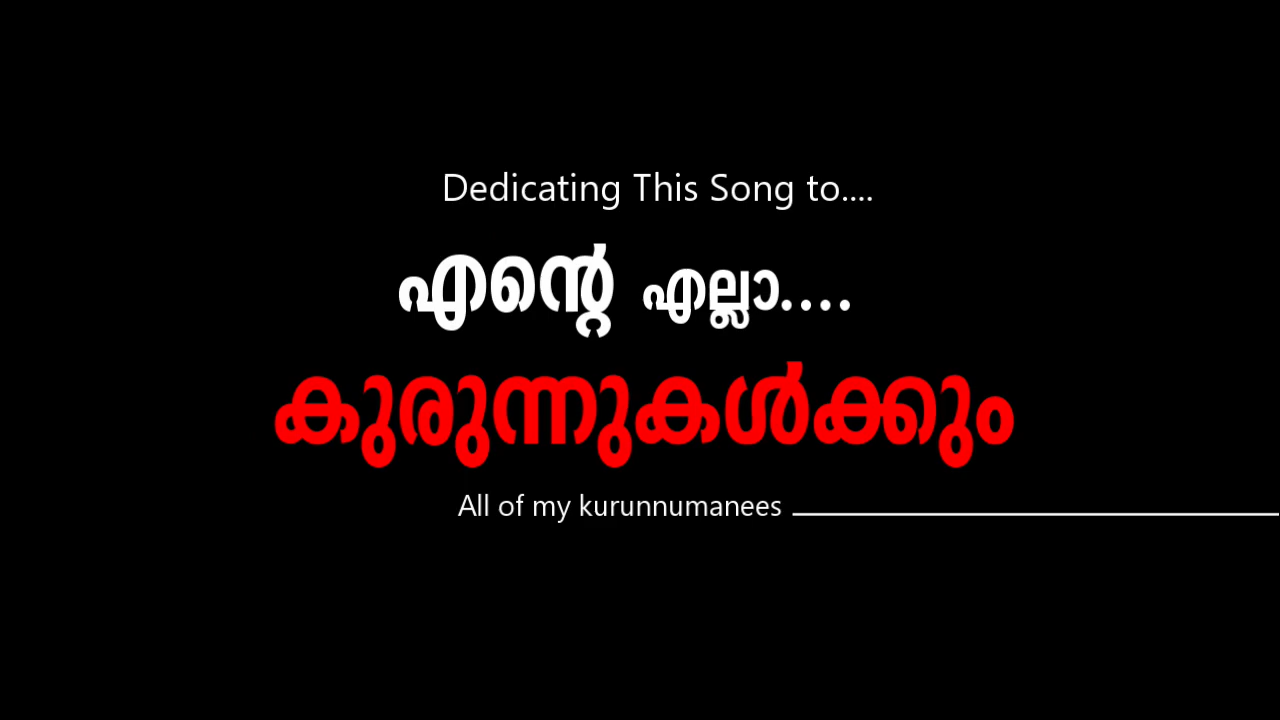 Dedicating This Song to....
എന്റെ എല്ലാ....
കുരുന്നുകൾക്കും
All of my kurunnumanees